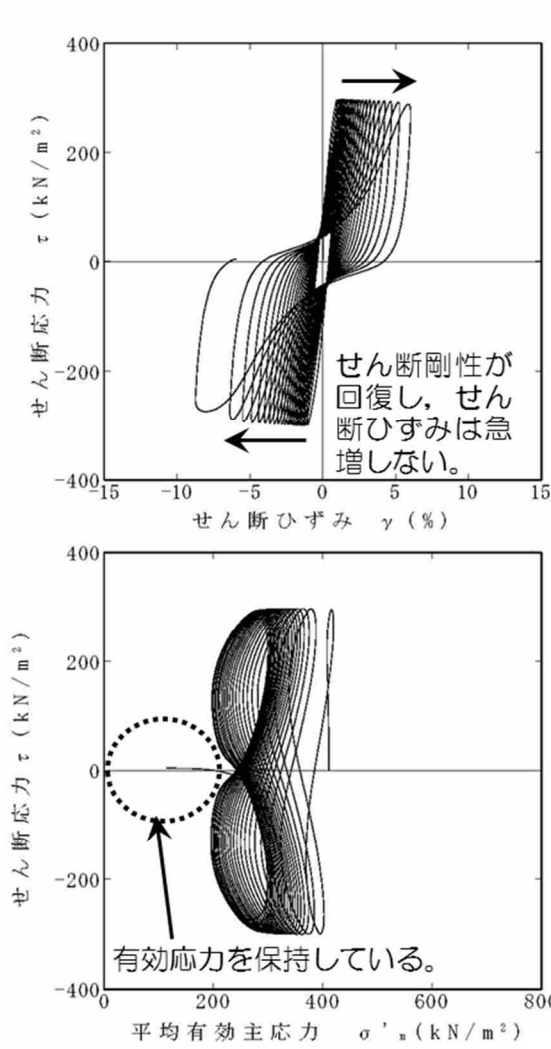 400
200
0
-200
-400
せん断応力 τ(kN/m²)
せん断剛性が
回復し，せん
断ひずみは急
増しない。
-15 -10 -5 0 5 10 15
せん断ひずみ γ(%)
400
200
0
-200
-400
せん断応力 τ(kN/m²)
有効応力を保持している。
0 200 400 600 800
平均有効主応力 σ'ₘ(kN/m²)